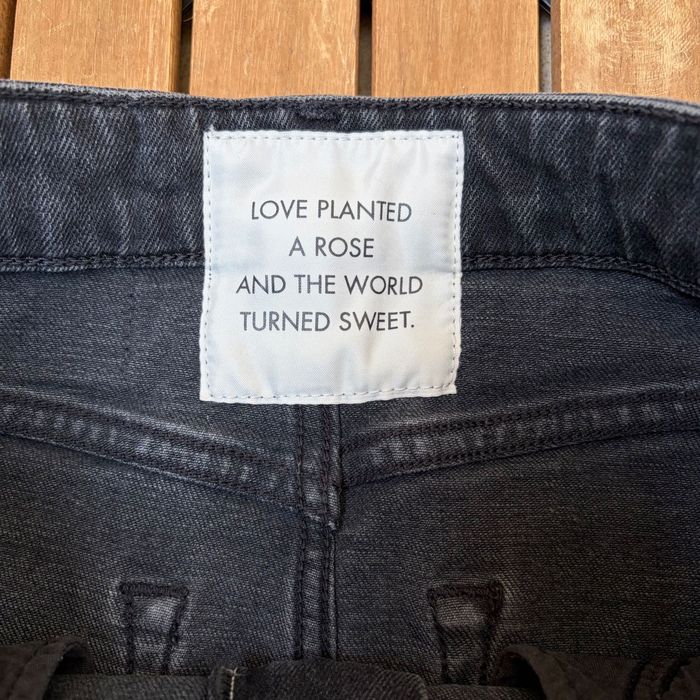 LOVE PLANTED
A ROSE
AND THE WORLD
TURNED SWEET.